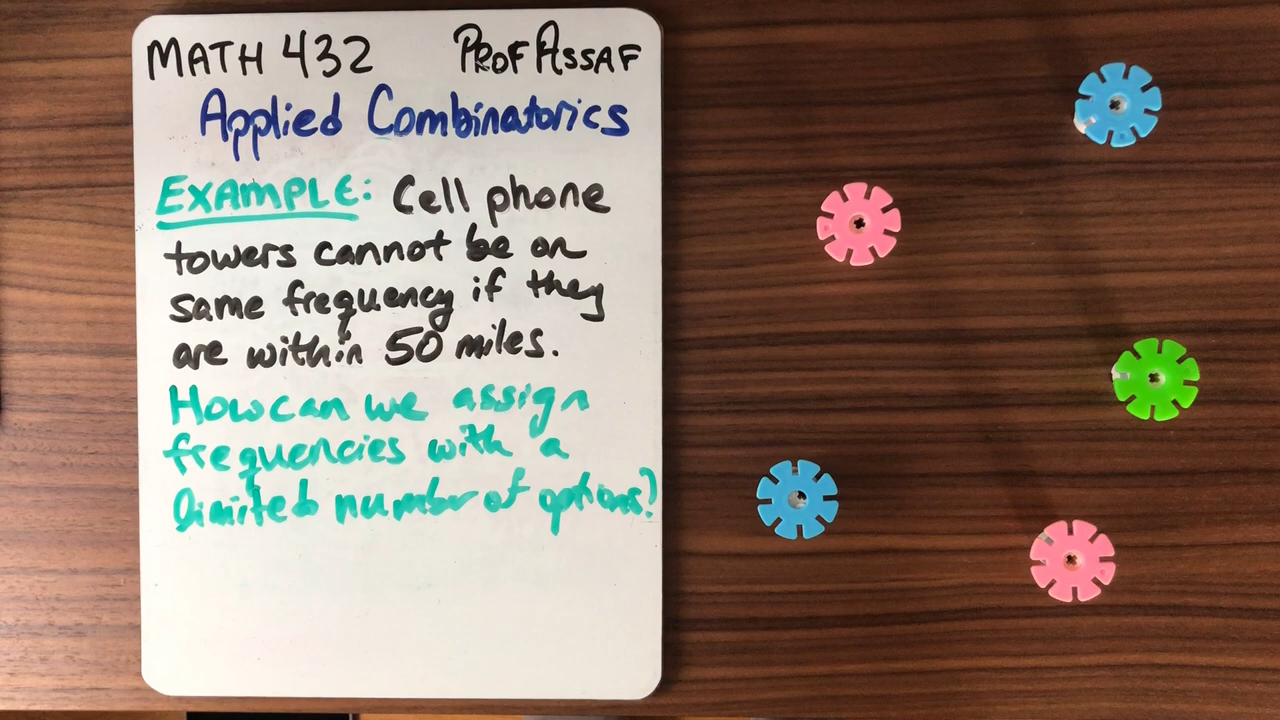 MATH 432 PROF ASSAF
Applied Combinatorics
EXAMPLE: Cell phone
towers cannot be on
same frequency if they
are within 50 miles.
How can we assign
frequencies with a
limited number of options?